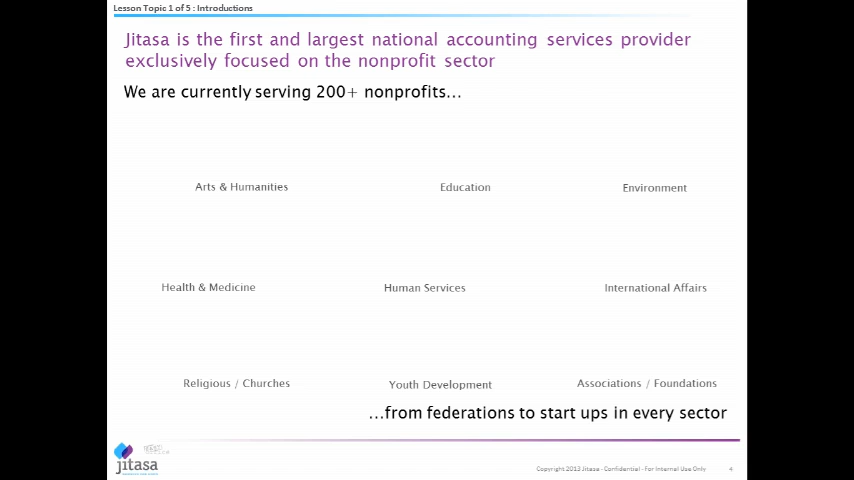 Lesson Topic 1 of 5 : Introductions
Jitasa is the first and largest national accounting services provider
exclusively focused on the nonprofit sector
We are currently serving 200+ nonprofits…
Arts & Humanities Education Environment
Health & Medicine Human Services International Affairs
Religious / Churches Youth Development Associations / Foundations
…from federations to start ups in every sector
jitasa
Copyright 2013 Jitasa - Confidential - For Internal Use Only 4